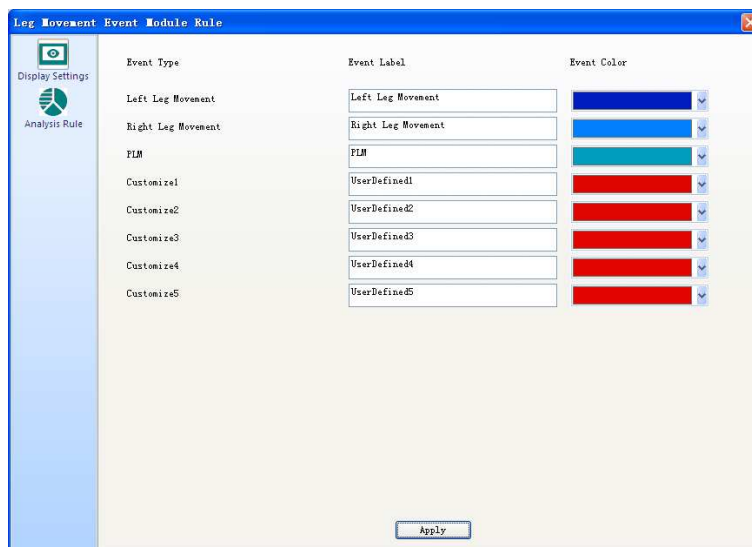 Leg Movement Event Module Rule
Display Settings
Analysis Rule
Event Type Event Label Event Color
Left Leg Movement Left Leg Movement
Right Leg Movement Right Leg Movement
PLM PLM
Customize1 UserDefined1
Customize2 UserDefined2
Customize3 UserDefined3
Customize4 UserDefined4
Customize5 UserDefined5
Apply